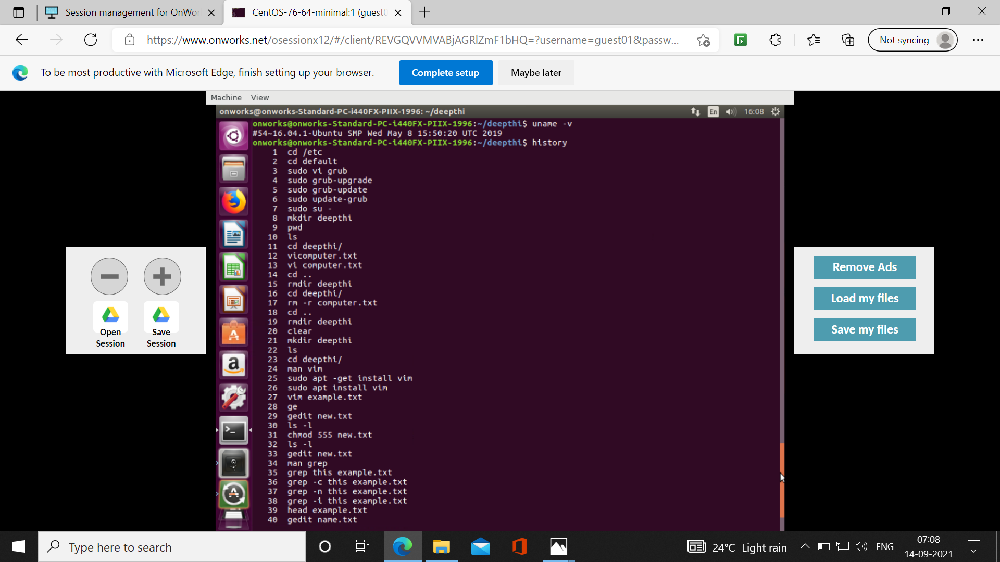 Session management for OnWor
CentOS-76-64-minimal:1 (guest0
https://www.onworks.net/osessionx12/#/client/REVGQVVMVABjAGRlZmF1bHQ=?username=guest01&passw...
Not syncing
To be most productive with Microsoft Edge, finish setting up your browser.
Complete setup
Maybe later
Machine View
onworks@onworks-Standard-PC-i440FX-PIIX-1996: ~/deepthi
En
16:08
onworks@onworks-Standard-PC-i440FX-PIIX-1996:~/deepthi$ uname -v
#54~16.04.1-Ubuntu SMP Wed May 8 15:50:20 UTC 2019
onworks@onworks-Standard-PC-i440FX-PIIX-1996:~/deepthi$ history
1 cd /etc
2 cd default
3 sudo vi grub
4 sudo grub-upgrade
5 sudo grub-update
6 sudo update-grub
7 sudo su -
8 mkdir deepthi
9 pwd
10 ls
11 cd deepthi/
12 vicomputer.txt
13 vi computer.txt
14 cd ..
15 rmdir deepthi
16 cd deepthi/
17 rm -r computer.txt
18 cd ..
19 rmdir deepthi
20 clear
21 mkdir deepthi
22 ls
23 cd deepthi/
24 man vim
25 sudo apt -get install vim
26 sudo apt install vim
27 vim example.txt
28 ge
29 gedit new.txt
30 ls -l
31 chmod 555 new.txt
32 ls -l
33 gedit new.txt
34 man grep
35 grep this example.txt
36 grep -c this example.txt
37 grep -n this example.txt
38 grep -i this example.txt
39 head example.txt
40 gedit name.txt
Open
Session
Save
Session
Remove Ads
Load my files
Save my files
Type here to search
24°C Light rain
ENG
07:08
14-09-2021